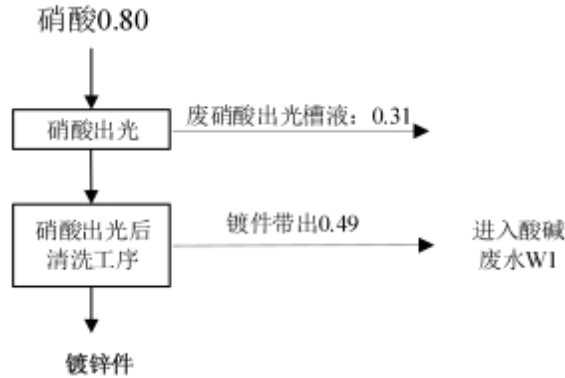 硝酸0.80
硝酸出光
废硝酸出光槽液：0.31
硝酸出光后
清洗工序
镀件带出0.49
进入酸碱
废水W1
镀锌件